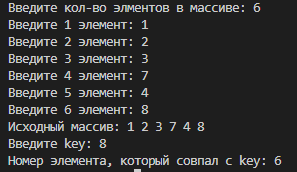 Введите кол-во элментов в массиве: 6
Введите 1 элемент: 1
Введите 2 элемент: 2
Введите 3 элемент: 3
Введите 4 элемент: 7
Введите 5 элемент: 4
Введите 6 элемент: 8
Исходный массив: 1 2 3 7 4 8
Введите key: 8
Номер элемента, который совпал с key: 6